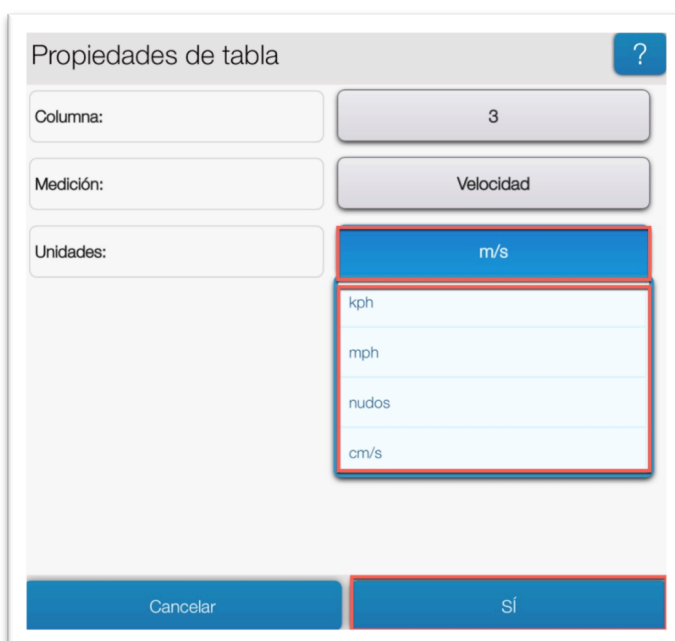 Propiedades de tabla
?
Columna:
3
Medición:
Velocidad
Unidades:
m/s
kph
mph
nudos
cm/s
Cancelar
SÍ